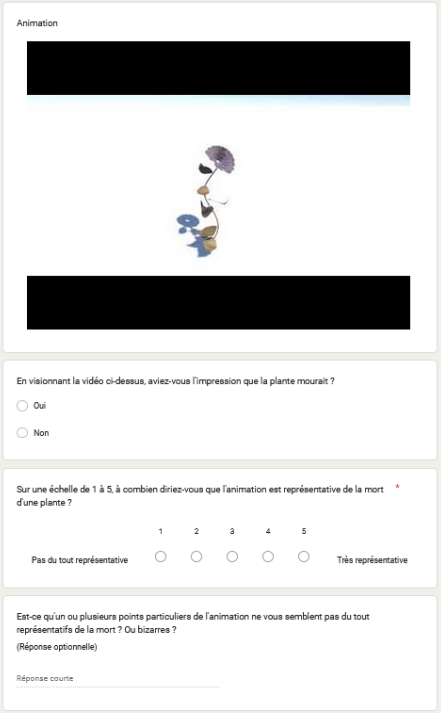 Animation
En visionnant la vidéo ci-dessus, aviez-vous l'impression que la plante mourait ?
Oui
Non
Sur une échelle de 1 à 5, à combien diriez-vous que l'animation est représentative de la mort *
d'une plante ?
1 2 3 4 5
Pas du tout représentative Très représentative
Est-ce qu'un ou plusieurs points particuliers de l'animation ne vous semblent pas du tout
représentatifs de la mort ? Ou bizarres ?
(Réponse optionnelle)
Réponse courte